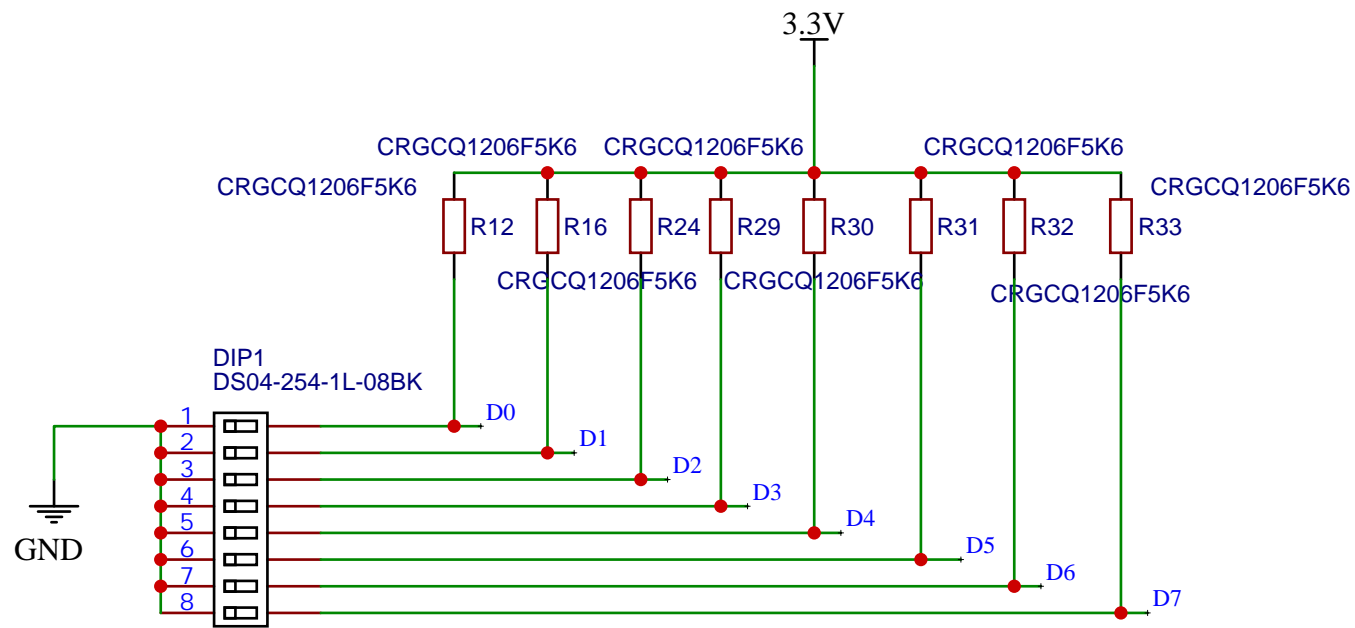 3.3V
CRGCQ1206F5K6
CRGCQ1206F5K6
CRGCQ1206F5K6
CRGCQ1206F5K6
CRGCQ1206F5K6
R12
R16
R24
R29
R30
R31
R32
R33
CRGCQ1206F5K6
CRGCQ1206F5K6
CRGCQ1206F5K6
DIP1
DS04-254-1L-08BK
1
D0
2
D1
3
D2
4
D3
5
D4
6
D5
7
D6
8
D7
GND